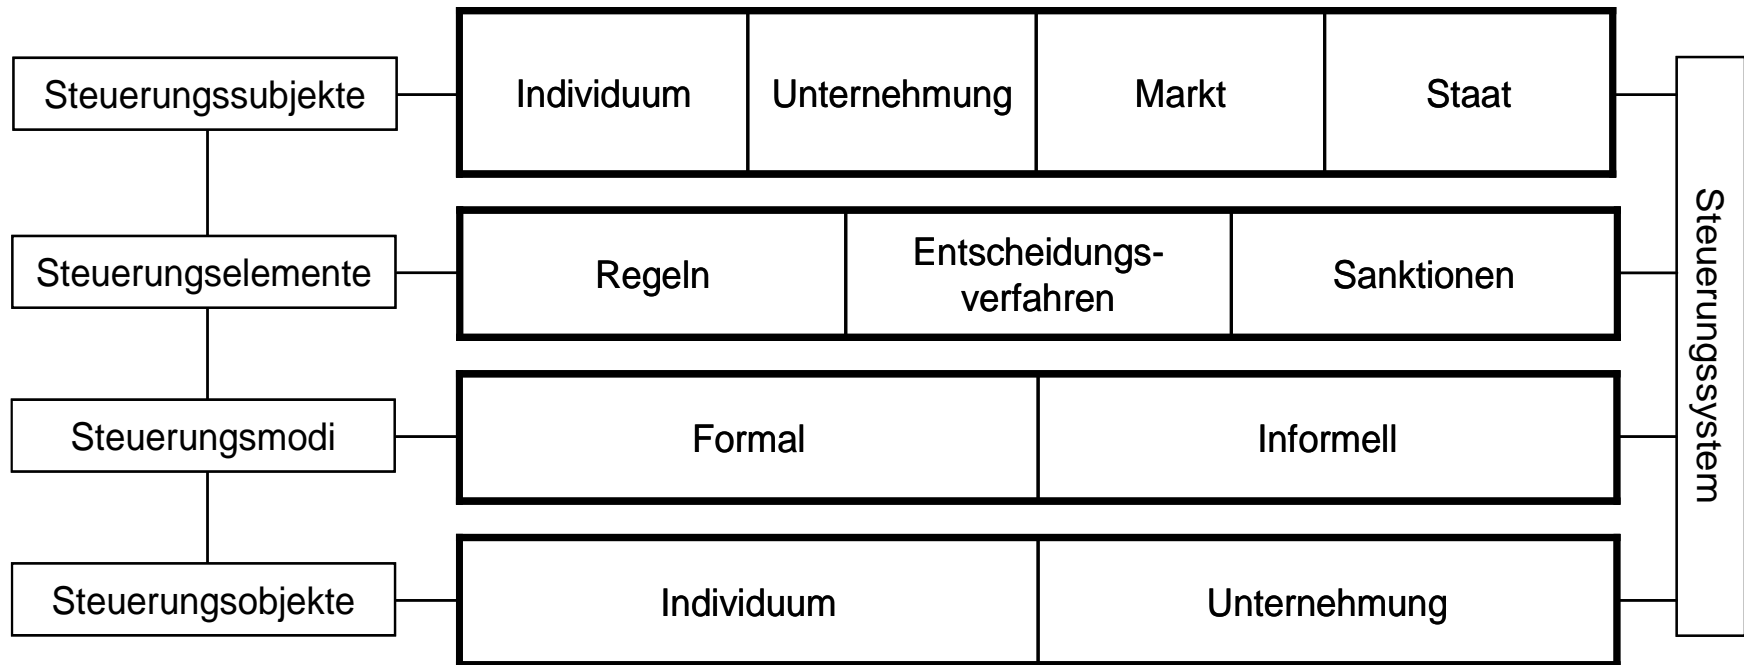 Steuerungssubjekte
Individuum
Unternehmung
Markt
Staat
Steuerungselemente
Regeln
Entscheidungs-
verfahren
Sanktionen
Steuerungsmodi
Formal
Informell
Steuerungsobjekte
Individuum
Unternehmung
Steuerungssystem